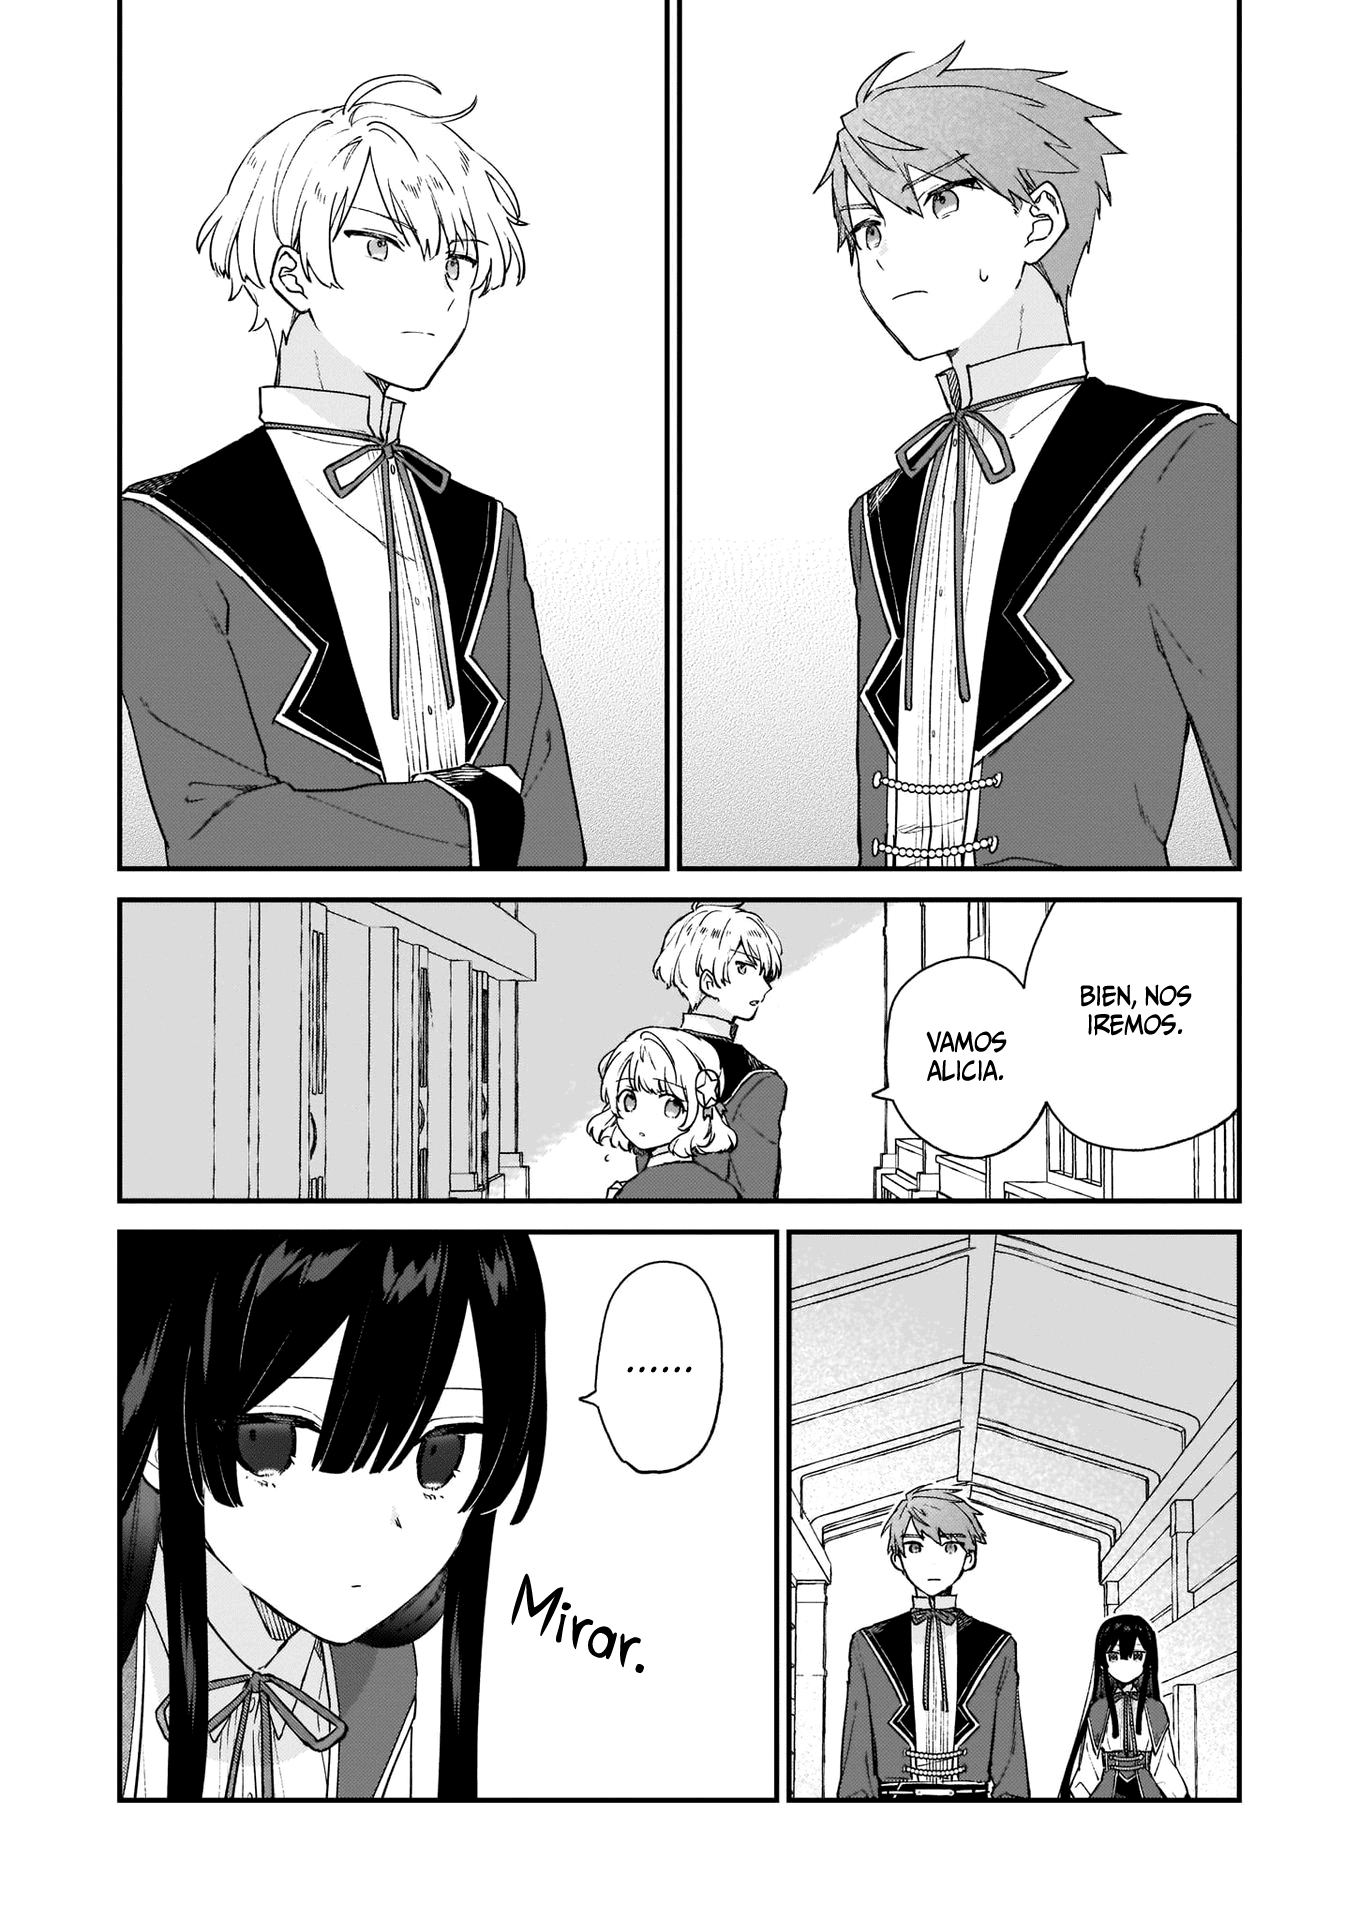 BIEN, NOS
IREMOS.
VAMOS
ALICIA.
......
Mirar.